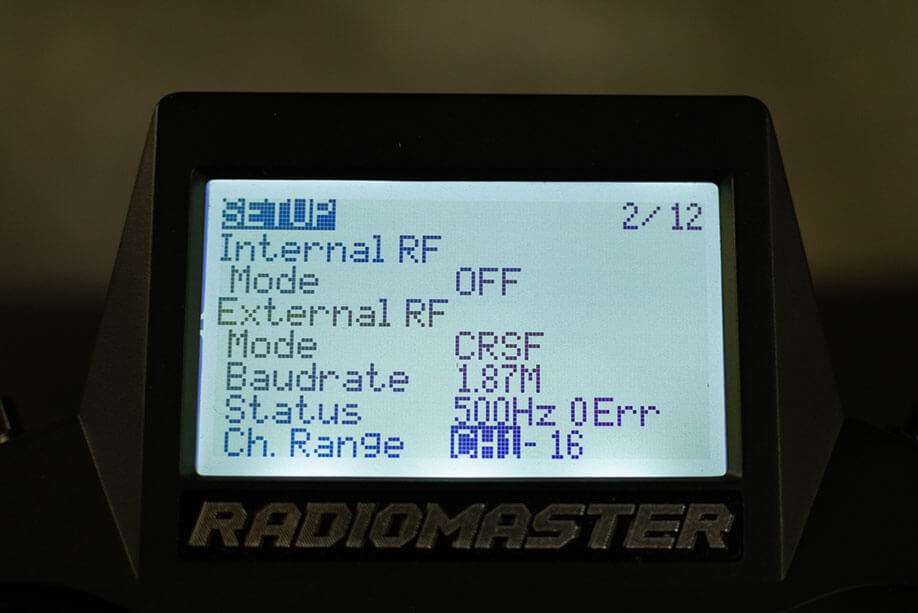 SETUP 2/12
Internal RF
Mode OFF
External RF
Mode CRSF
Baudrate 1.87M
Status 500Hz 0Err
Ch. Range CH1-16
RADIOMASTER